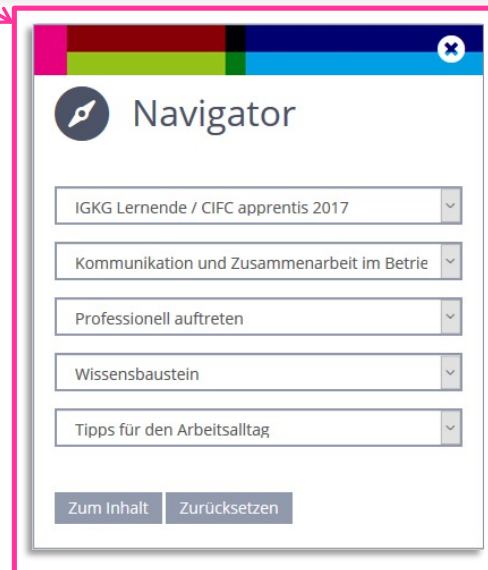 Navigator
IGKG Lernende / CIFC apprentis 2017
Kommunikation und Zusammenarbeit im Betrie
Professionell auftreten
Wissensbaustein
Tipps für den Arbeitsalltag
Zum Inhalt Zurücksetzen